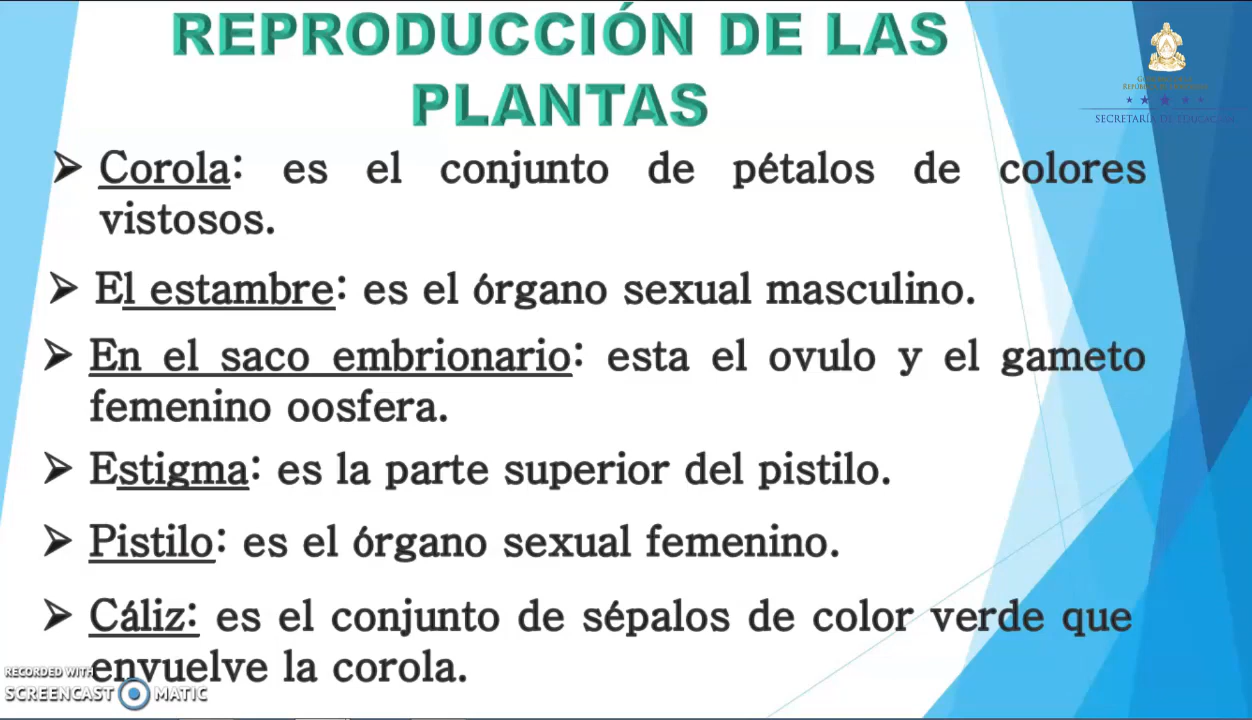 REPRODUCCIÓN DE LAS
PLANTAS
SECRETARÍA DE EDUCACIÓN
➢ Corola: es el conjunto de pétalos de colores
vistosos.
➢ El estambre: es el órgano sexual masculino.
➢ En el saco embrionario: esta el ovulo y el gameto
femenino oosfera.
➢ Estigma: es la parte superior del pistilo.
➢ Pistilo: es el órgano sexual femenino.
➢ Cáliz: es el conjunto de sépalos de color verde que
envuelve la corola.
RECORDED WITH
SCREENCAST MATIC